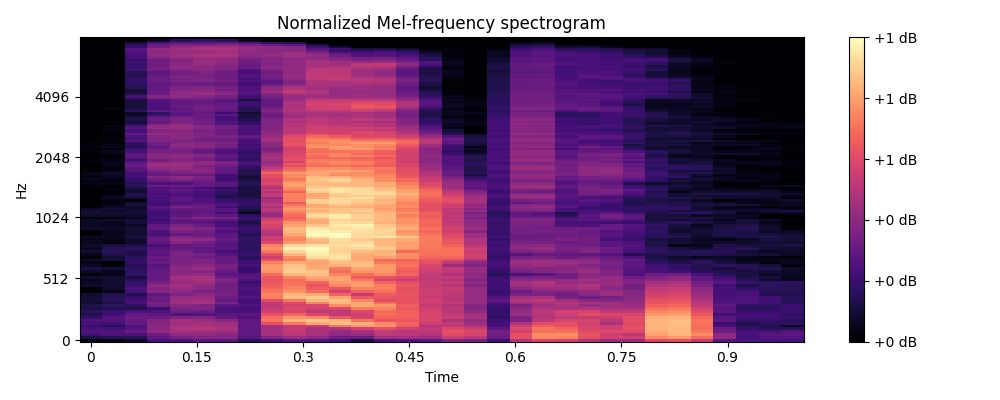 Normalized Mel-frequency spectrogram
Hz
4096
2048
1024
512
0
0 0.15 0.3 0.45 0.6 0.75 0.9
Time
+1 dB
+1 dB
+1 dB
+0 dB
+0 dB
+0 dB